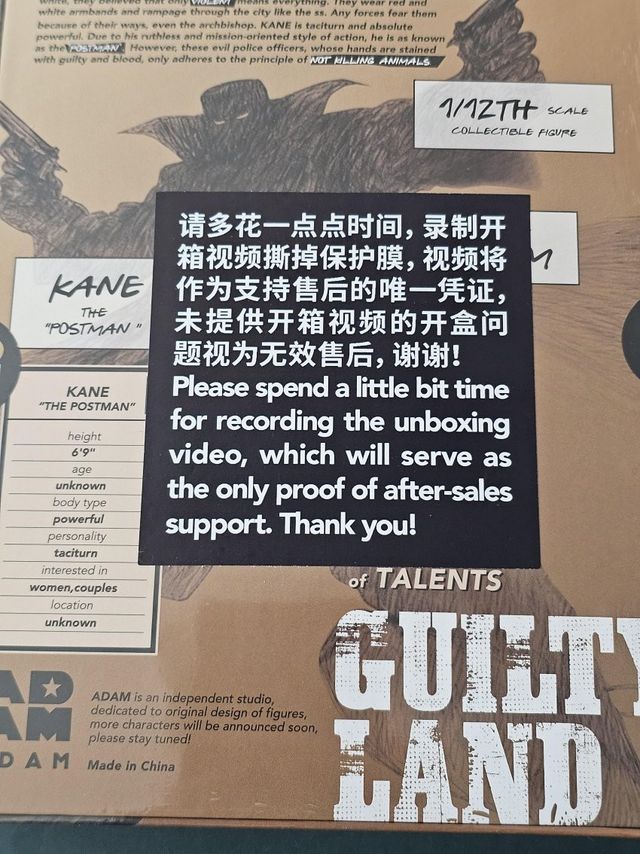 white, they believed that only VIOLENT means everything. They wear red and
white armbands and rampage through the city like the ss. Any forces fear them
because of their ways, even the archbishop. KANE is taciturn and absolute
powerful. Due to his ruthless and mission-oriented style of action, he is as known
as the "POSTMAN". However, these evil police officers, whose hands are stained
with guilty and blood, only adheres to the principle of NOT KILLING ANIMALS.
1/12TH SCALE
COLLECTIBLE FIGURE
KANE
THE
"POSTMAN"
请多花一点点时间，录制开
箱视频撕掉保护膜，视频将
作为支持售后的唯一凭证，
未提供开箱视频的开盒问
题视为无效售后，谢谢！
Please spend a little bit time
for recording the unboxing
video, which will serve as
the only proof of after-sales
support. Thank you!
KANE
"THE POSTMAN"
height
6'9"
age
unknown
body type
powerful
personality
taciturn
interested in
women,couples
location
unknown
of TALENTS
GUILTY
LAND
ADAM is an independent studio,
dedicated to original design of figures,
more characters will be announced soon,
please stay tuned!
Made in China